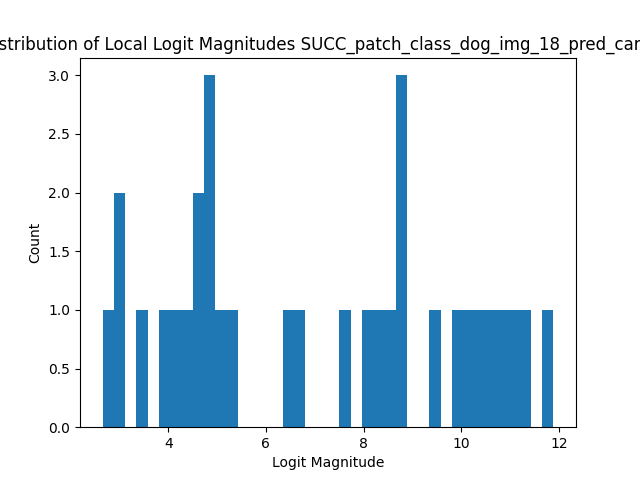 stribution of Local Logit Magnitudes SUCC_patch_class_dog_img_18_pred_car
3.0
2.5
2.0
1.5
1.0
0.5
0.0
Count
4 6 8 10 12
Logit Magnitude